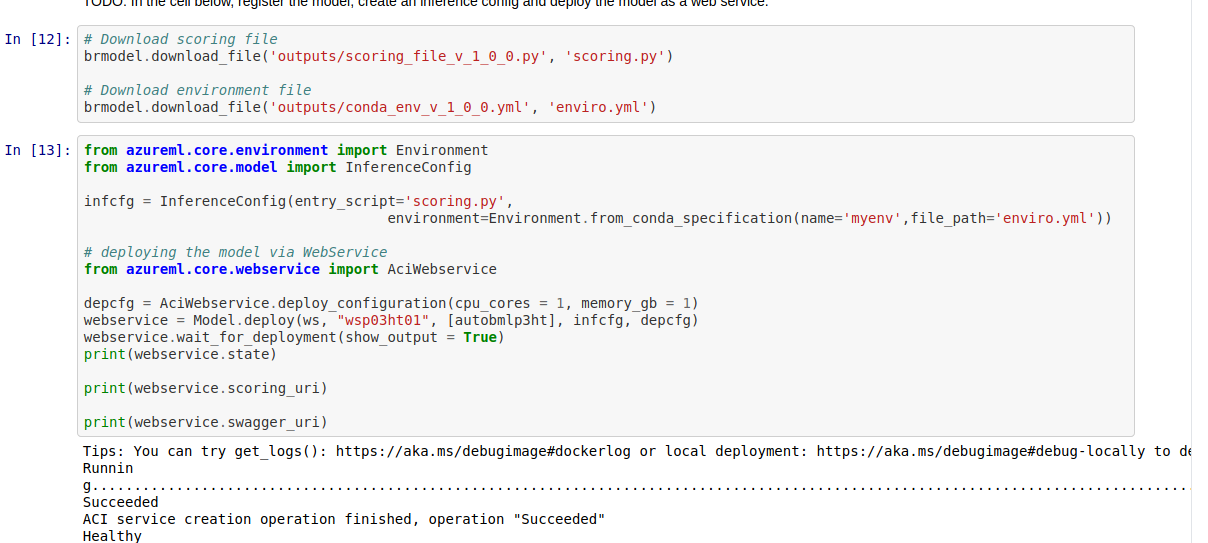 TODO: In the cell below, register the model, create an inference config and deploy the model as a web service.
In [12]: # Download scoring file
brmodel.download_file('outputs/scoring_file_v_1_0_0.py', 'scoring.py')
# Download environment file
brmodel.download_file('outputs/conda_env_v_1_0_0.yml', 'enviro.yml')
In [13]: from azureml.core.environment import Environment
from azureml.core.model import InferenceConfig
infcfg = InferenceConfig(entry_script='scoring.py',
environment=Environment.from_conda_specification(name='myenv',file_path='enviro.yml'))
# deploying the model via WebService
from azureml.core.webservice import AciWebservice
depcfg = AciWebservice.deploy_configuration(cpu_cores = 1, memory_gb = 1)
webservice = Model.deploy(ws, "wsp03ht01", [autobmlp3ht], infcfg, depcfg)
webservice.wait_for_deployment(show_output = True)
print(webservice.state)
print(webservice.scoring_uri)
print(webservice.swagger_uri)
Tips: You can try get_logs(): https://aka.ms/debugimage#dockerlog or local deployment: https://aka.ms/debugimage#debug-locally to de
Runnin
g...................................................................................................................................
Succeeded
ACI service creation operation finished, operation "Succeeded"
Healthy